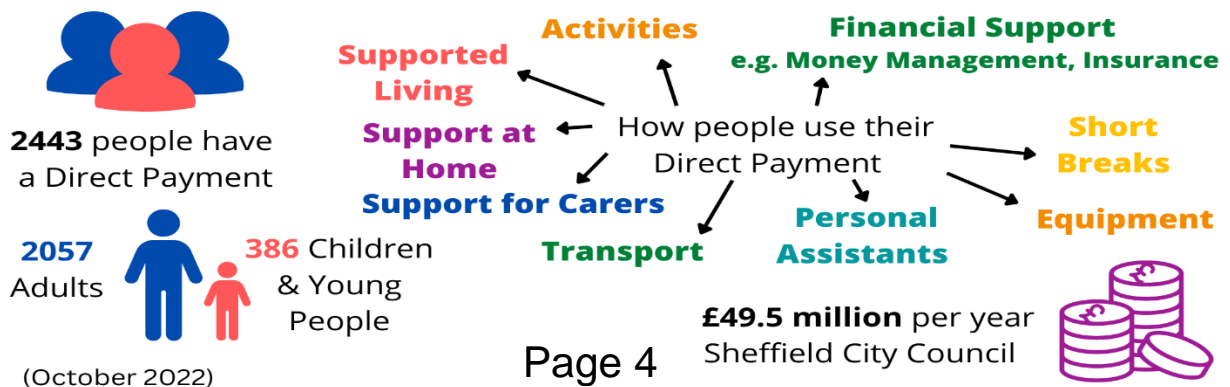 2443 people have
a Direct Payment
2057
Adults
386 Children
& Young
People
(October 2022)
Activities
Financial Support
e.g. Money Management, Insurance
Supported
Living
Support at
Home
Support for Carers
How people use their
Direct Payment
Short
Breaks
Equipment
Personal
Assistants
Transport
£49.5 million per year
Sheffield City Council
££
Page 4